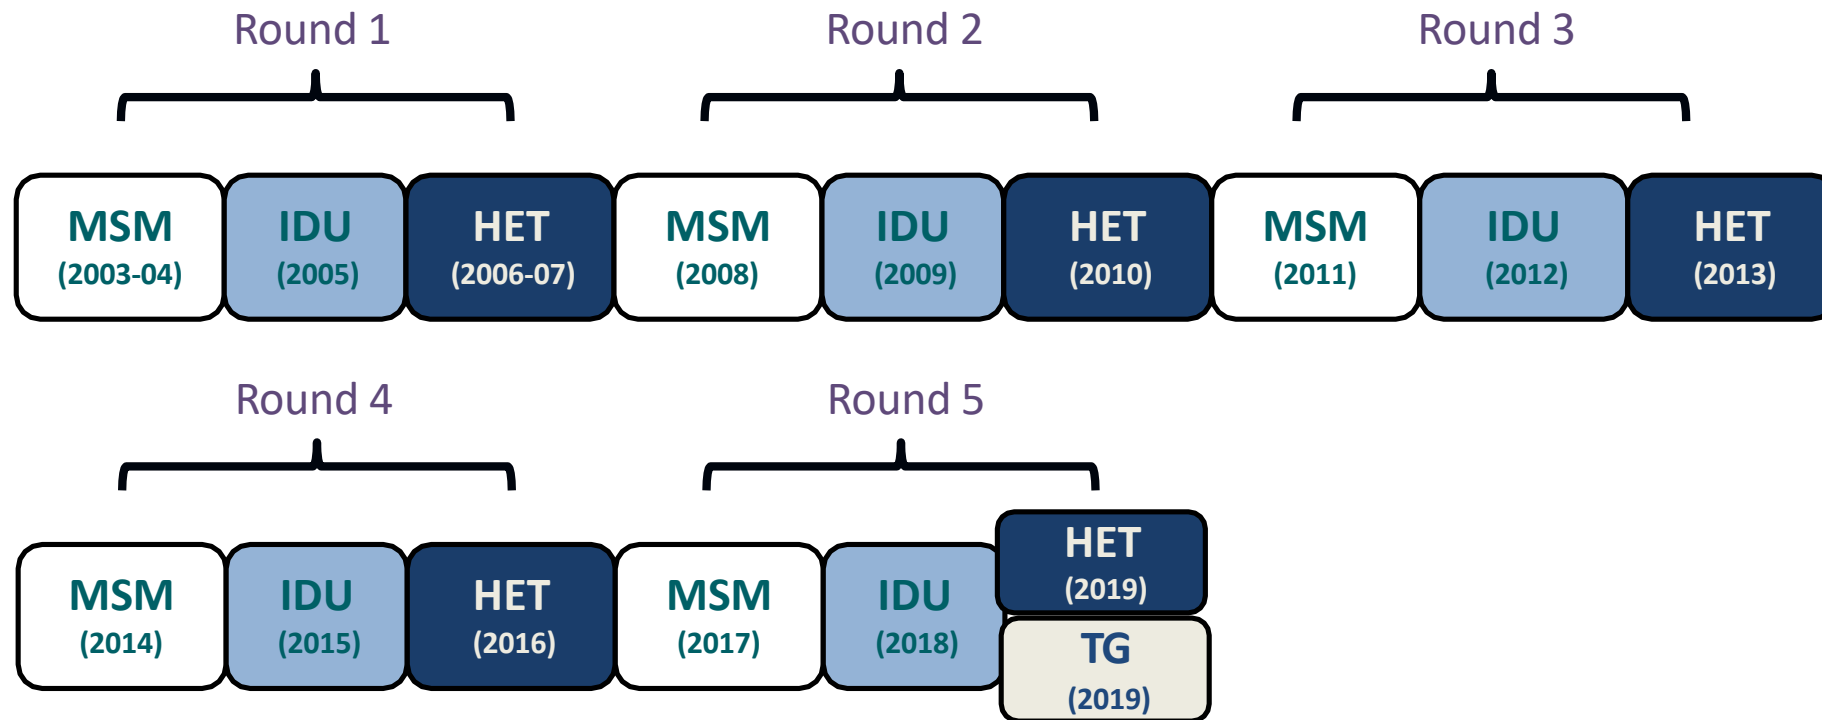 Round 1
Round 2
Round 3
MSM
(2003-04)
IDU
(2005)
HET
(2006-07)
MSM
(2008)
IDU
(2009)
HET
(2010)
MSM
(2011)
IDU
(2012)
HET
(2013)
Round 4
Round 5
MSM
(2014)
IDU
(2015)
HET
(2016)
MSM
(2017)
IDU
(2018)
HET
(2019)
TG
(2019)